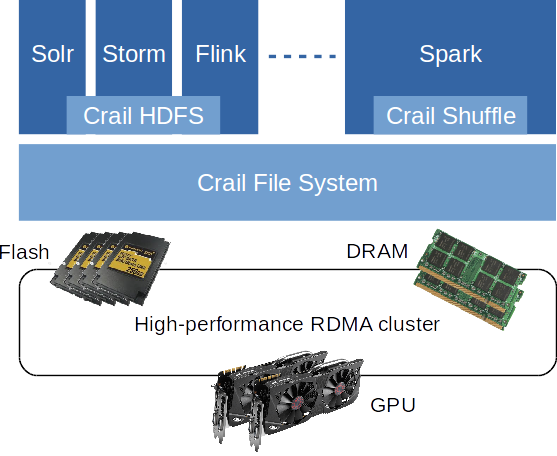 Solr
Storm
Flink
Spark
Crail HDFS
Crail Shuffle
Crail File System
Flash
DRAM
High-performance RDMA cluster
GPU